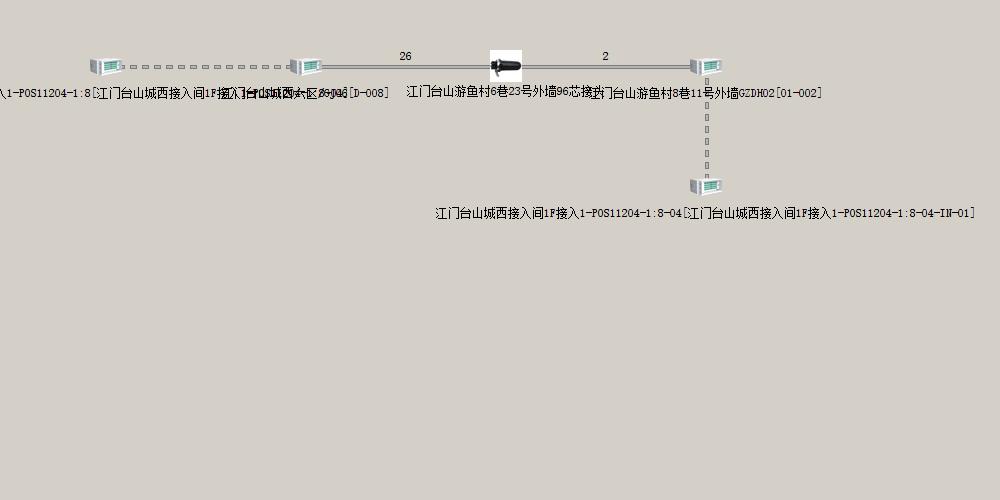 26
2
入1-POS11204-1:8[江门台山城西接入间1F接入
江门台山城西六区
[D-008]
江门台山游鱼村6巷23号外墙96芯接头
江门台山游鱼村8巷11号外墙GZDH02[01-002]
江门台山城西接入间1F接入1-POS11204-1:8-04[江门台山城西接入间1F接入1-POS11204-1:8-04-IN-01]